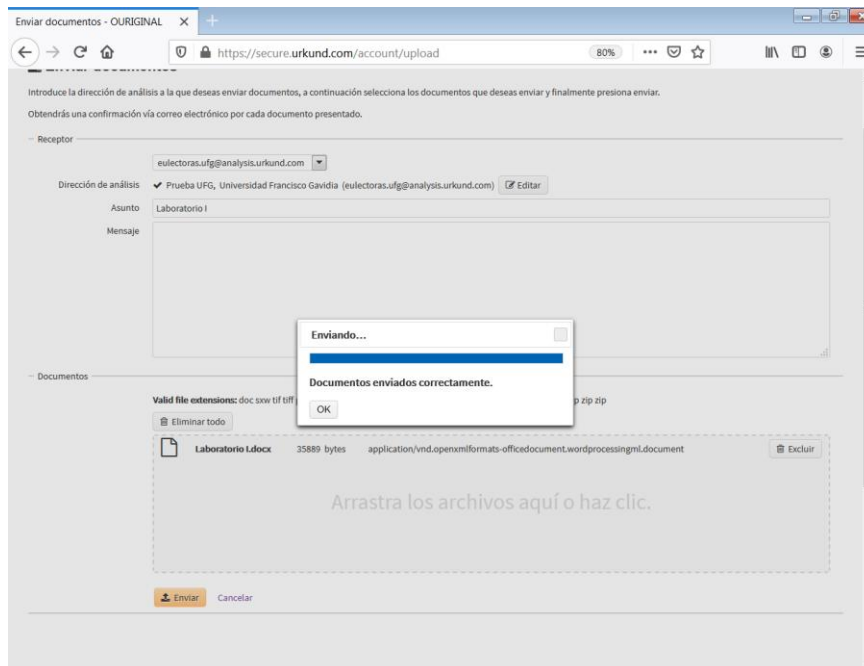 Enviar documentos - OURIGINAL
https://secure.urkund.com/account/upload
80%
Introduce la dirección de análisis a la que deseas enviar documentos, a continuación selecciona los documentos que deseas enviar y finalmente presiona enviar.
Obtendrás una confirmación vía correo electrónico por cada documento presentado.
Receptor
eulectoras.ufg@analysis.urkund.com
Dirección de análisis
Prueba UFG, Universidad Francisco Gavidia (eulectoras.ufg@analysis.urkund.com)
Editar
Asunto
Laboratorio I
Mensaje
Enviando...
Documentos enviados correctamente.
OK
Documentos
Valid file extensions: doc sxw tif tiff
zip zip
Eliminar todo
Laboratorio I.docx 35889 bytes application/vnd.openxmlformats-officedocument.wordprocessingml.document
Excluir
Arrastra los archivos aquí o haz clic.
Enviar
Cancelar